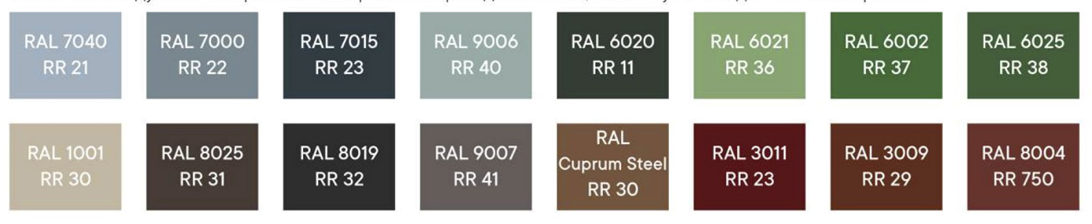 RAL 7040
RR 21
RAL 7000
RR 22
RAL 7015
RR 23
RAL 9006
RR 40
RAL 6020
RR 11
RAL 6021
RR 36
RAL 6002
RR 37
RAL 6025
RR 38
RAL 1001
RR 30
RAL 8025
RR 31
RAL 8019
RR 32
RAL 9007
RR 41
RAL
Cuprum Steel
RR 30
RAL 3011
RR 23
RAL 3009
RR 29
RAL 8004
RR 750